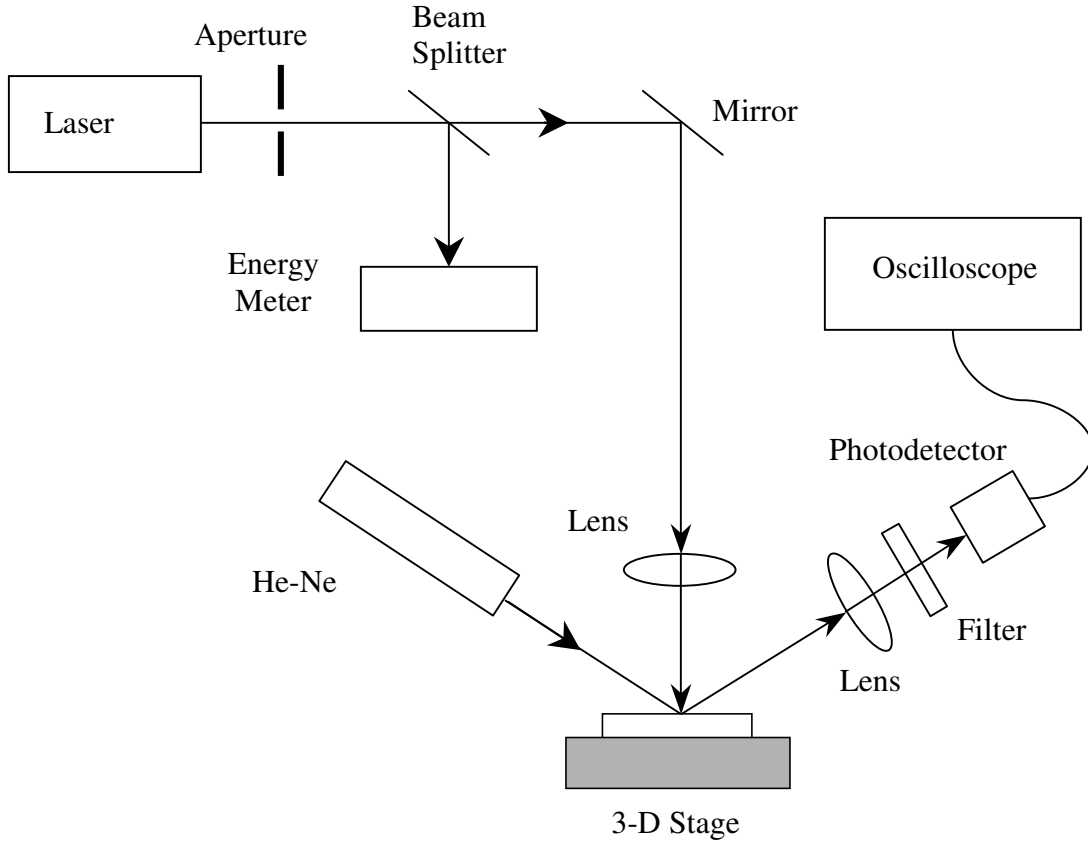 Beam
Splitter
Aperture
Laser
Mirror
Energy
Meter
Oscilloscope
Photodetector
Lens
He-Ne
Filter
Lens
3-D Stage